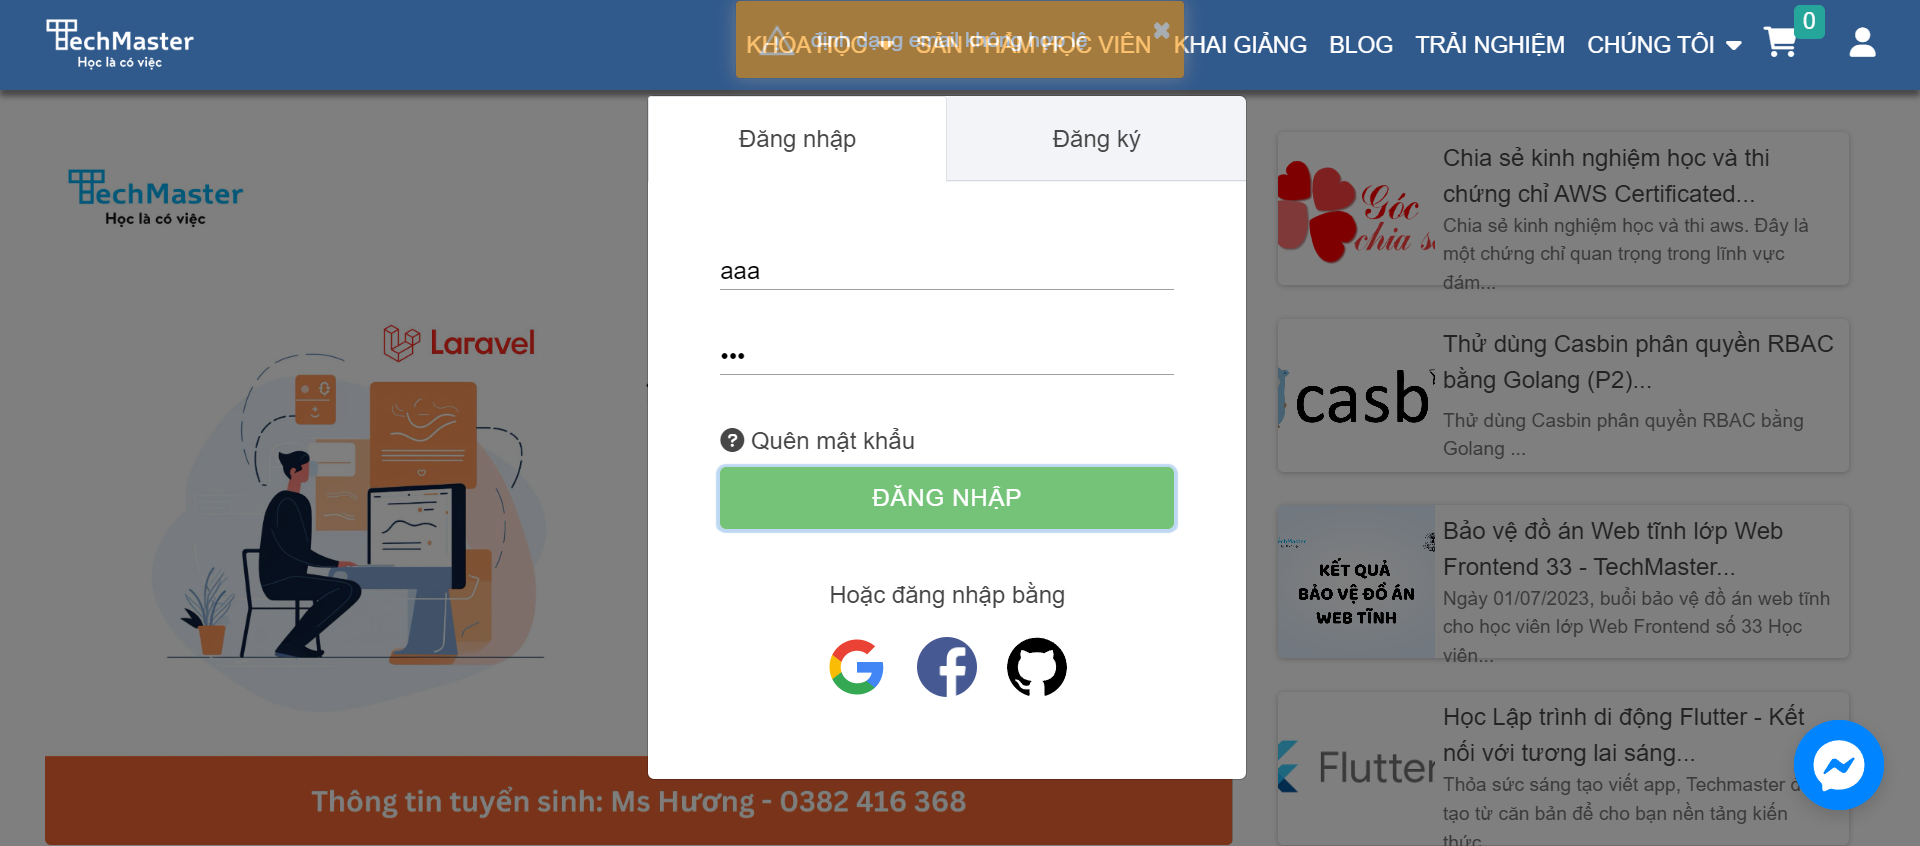 TechMaster
Học là có việc
KHÓA HỌC
SẢN PHẨM HỌC VIÊN
KHAI GIẢNG
BLOG
TRẢI NGHIỆM
CHÚNG TÔI
0
định dạng email không hợp lệ
Đăng nhập
Đăng ký
aaa
•••
Quên mật khẩu
ĐĂNG NHẬP
Hoặc đăng nhập bằng
TechMaster
Học là có việc
Laravel
Thông tin tuyển sinh: Ms Hương - 0382 416 368
Góc
chia s
Chia sẻ kinh nghiệm học và thi
chứng chỉ AWS Certificated...
Chia sẻ kinh nghiệm học và thi aws. Đây là
một chứng chỉ quan trọng trong lĩnh vực
đám...
casb
Thử dùng Casbin phân quyền RBAC
bằng Golang (P2)...
Thử dùng Casbin phân quyền RBAC bằng
Golang ...
TechMaster
KẾT QUẢ
BẢO VỆ ĐỒ ÁN
WEB TĨNH
Bảo vệ đồ án Web tĩnh lớp Web
Frontend 33 - TechMaster...
Ngày 01/07/2023, buổi bảo vệ đồ án web tĩnh
cho học viên lớp Web Frontend số 33 Học
viên...
Flutter
Học Lập trình di động Flutter - Kết
nối với tương lai sáng...
Thỏa sức sáng tạo viết app, Techmaster
tạo từ căn bản để cho bạn nền tảng kiến
thức